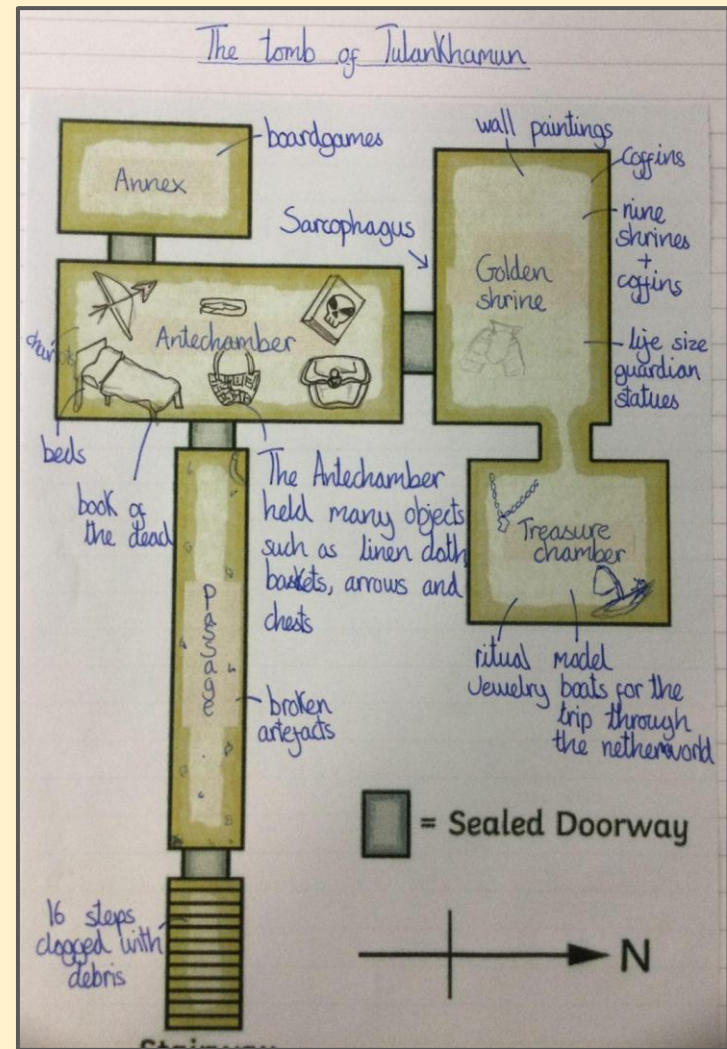 The tomb of Tutankhamun
boardgames
Annex
wall paintings
Coffins
nine
shrines
+
coffins
Sarcophagus
Golden
shrine
life size
guardian
statues
Antechamber
chariots
beds
book of
the dead
The Antechamber
held many objects
such as linen cloth,
baskets, arrows and
chests
Treasure
chamber
ritual
Jewelry
model
boats for the
trip through
the netherworld
Passage
broken
artefacts
= Sealed Doorway
16 steps
clogged with
debris
N
Stairway